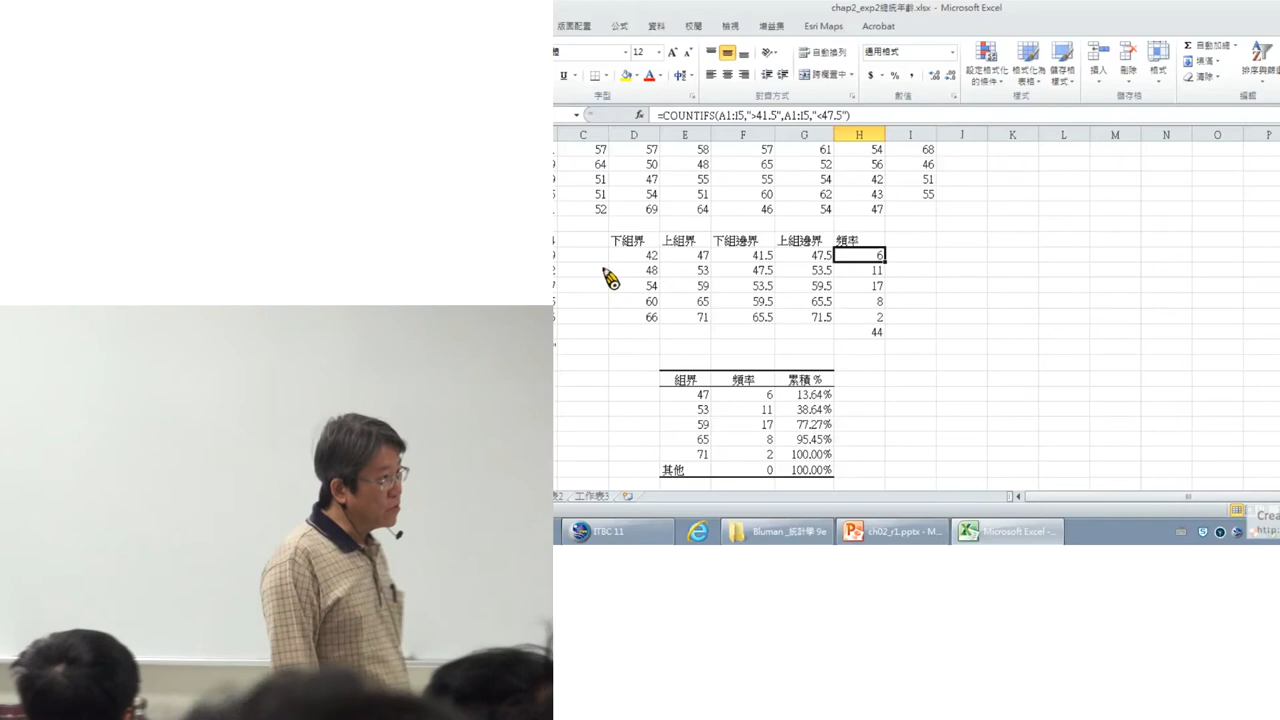 chap2_exp2總統年齡.xlsx - Microsoft Excel
版面配置 公式 資料 校閱 檢視 增益集 Esri Maps Acrobat
12 A A 自動換列 通用格式 Σ 自動加總
U A 跨欄置中 $ % , 設定格式化的條件 格式化為表格 儲存格樣式 插入 刪除 格式 填滿 清除
字型 對齊方式 數值 樣式 儲存格 編輯
fx =COUNTIFS(A1:I5,">41.5",A1:I5,"<47.5")
C D E F G H I J K L M N O P
57 57 58 57 61 54 68
64 50 48 65 52 56 46
51 47 55 55 54 42 51
51 54 51 60 62 43 55
52 69 64 46 54 47
下組界 上組界 下組邊界 上組邊界 頻率
42 47 41.5 47.5 6
48 53 47.5 53.5 11
54 59 53.5 59.5 17
60 65 59.5 65.5 8
66 71 65.5 71.5 2
44
組界 頻率 累積 %
47 6 13.64%
53 11 38.64%
59 17 77.27%
65 8 95.45%
71 2 100.00%
其他 0 100.00%
工作表3
ITBC 11 Bluman _統計學 9e ch02_r1.pptx - M... Microsoft Excel -...